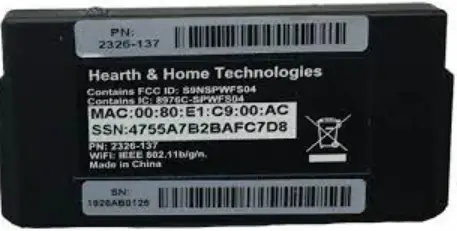 PN:
2326-137
Hearth & Home Technologies
Contains FCC ID: S9NSPWFS04
Contains IC: 8976C-SPWFS04
MAC:00:80:E1:C9:00:AC
SSN:4755A7B2BAFC7D8
PN: 2326-137
WiFi: IEEE 802.11b/g/n.
Made in China
SN:
1926AB0126